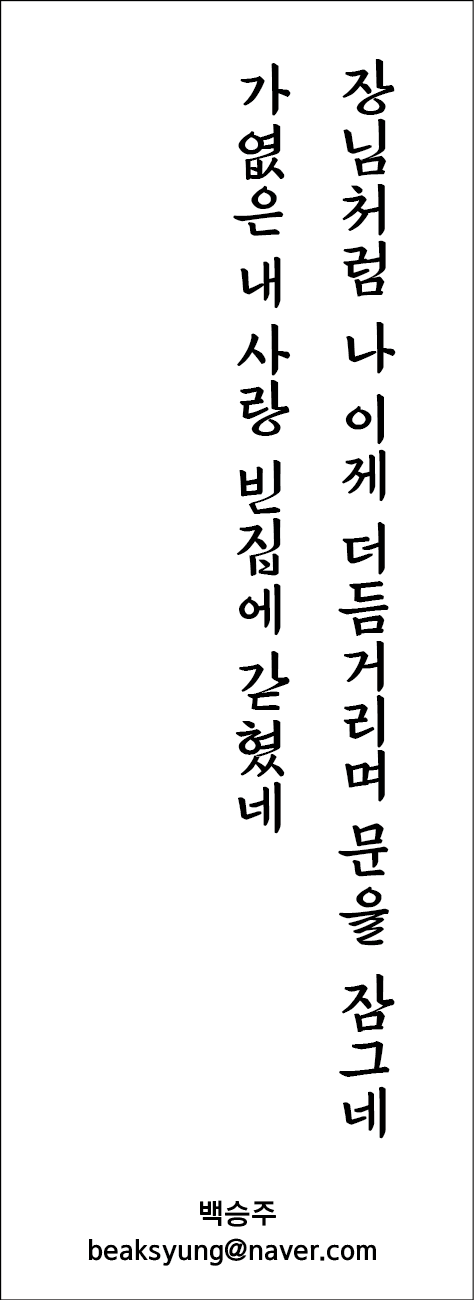 장님처럼 나 이제 더듬거리며 문을 잠그네
가엾은 내 사랑 빈집에 갇혔네
백승주
beaksyung@naver.com